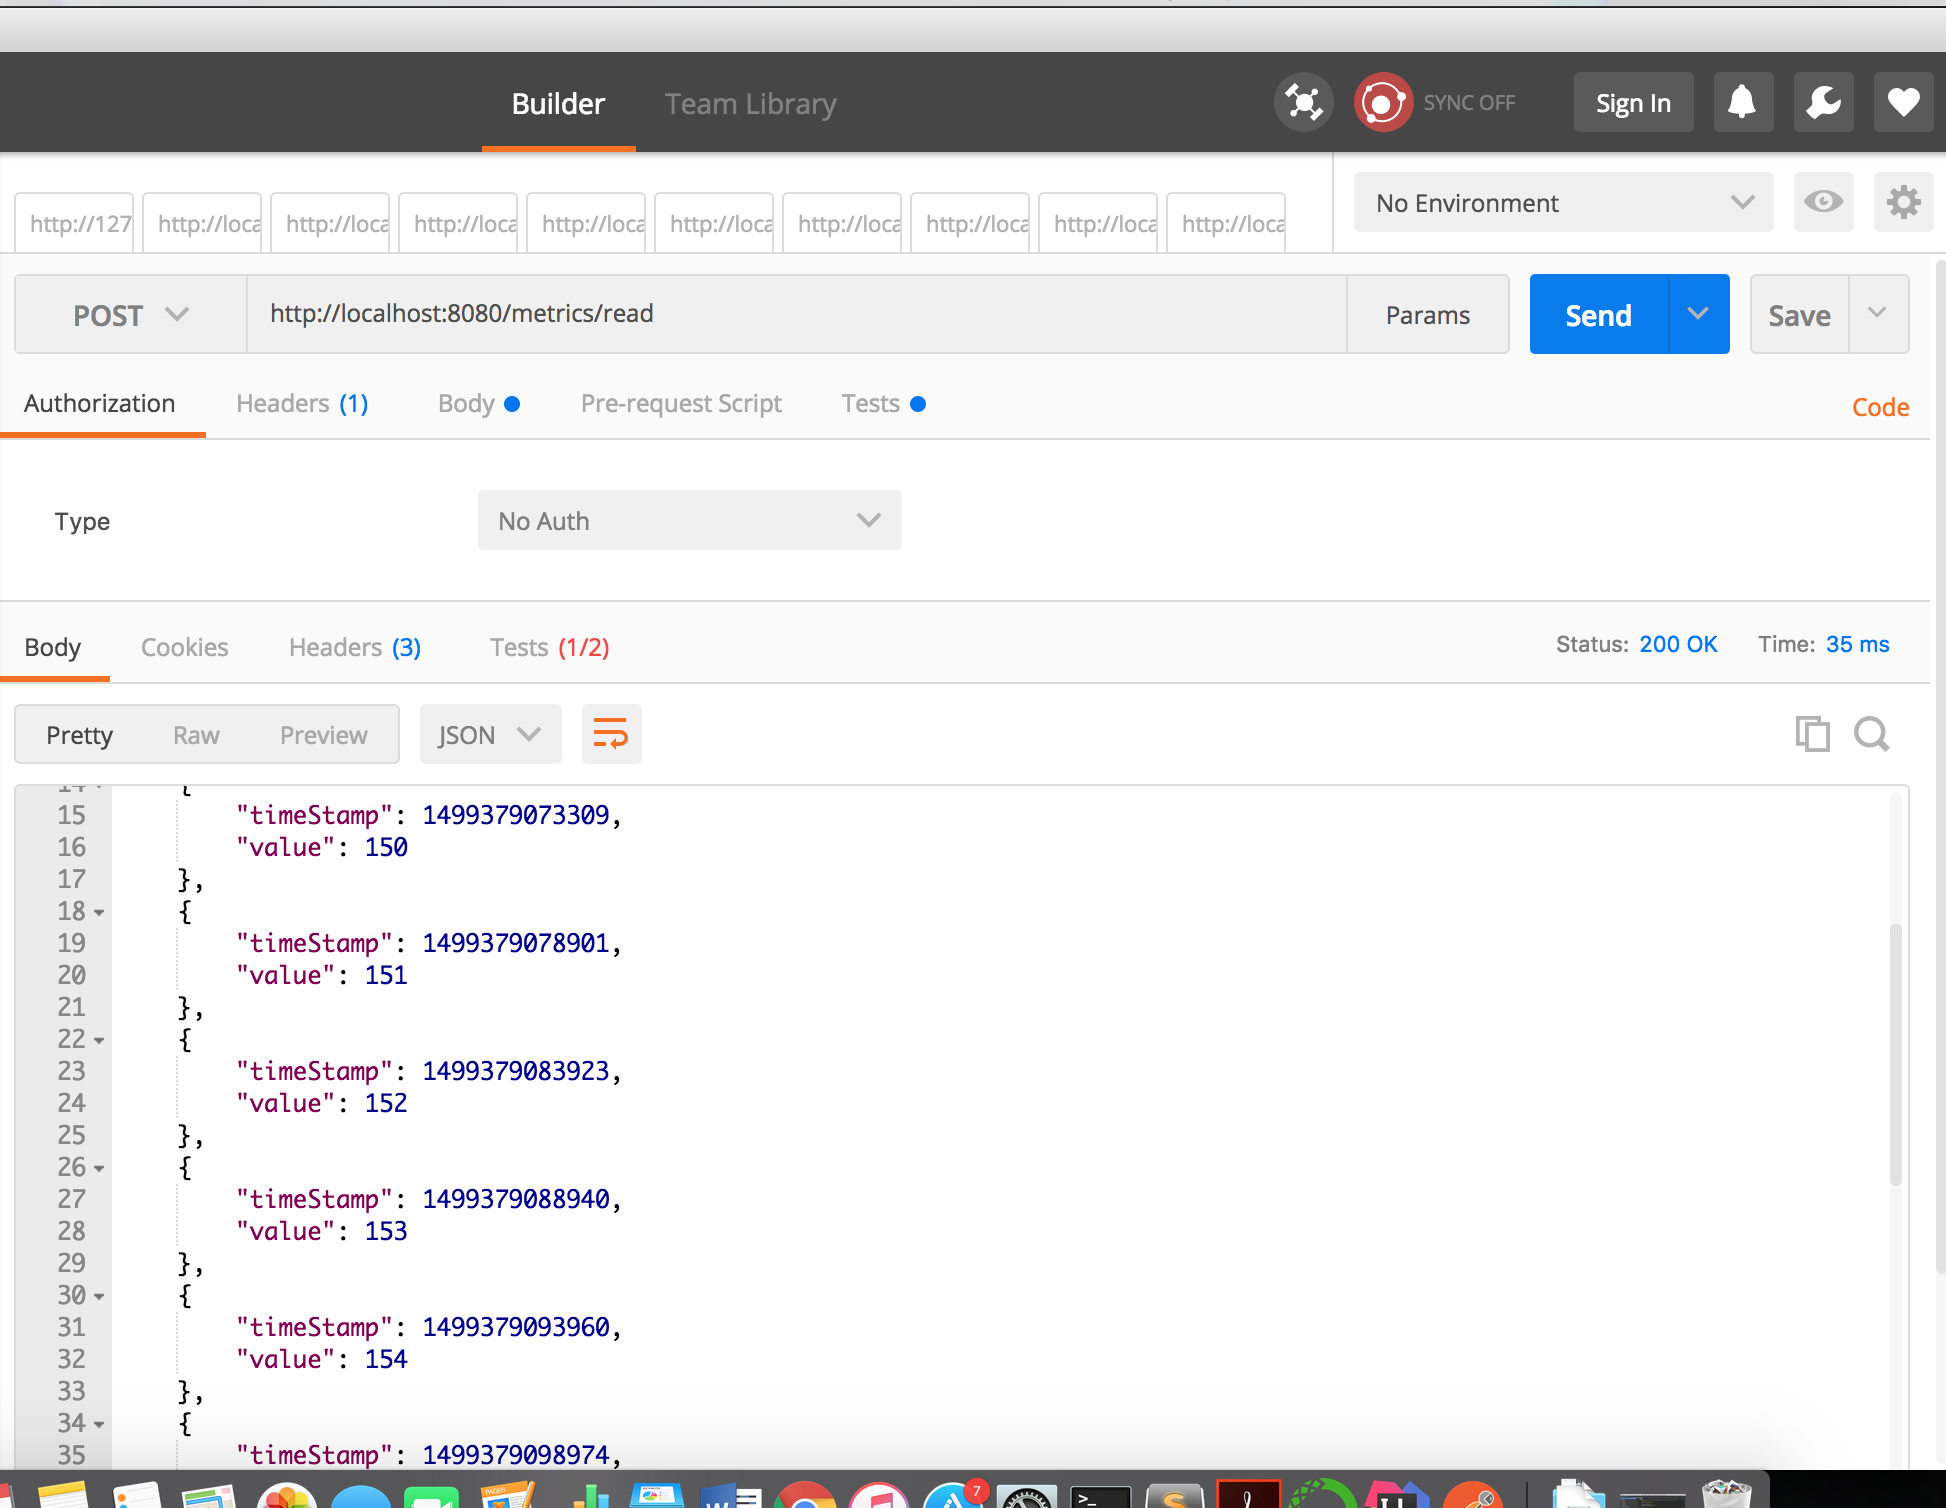 Builder Team Library SYNC OFF Sign In
http://127 http://loca http://loca http://loca http://loca http://loca http://loca http://loca http://loca http://loca No Environment
POST http://localhost:8080/metrics/read Params Send Save
Authorization Headers (1) Body Pre-request Script Tests Code
Type No Auth
Body Cookies Headers (3) Tests (1/2) Status: 200 OK Time: 35 ms
Pretty Raw Preview JSON
14 {
15 "timeStamp": 1499379073309,
16 "value": 150
17 },
18 {
19 "timeStamp": 1499379078901,
20 "value": 151
21 },
22 {
23 "timeStamp": 1499379083923,
24 "value": 152
25 },
26 {
27 "timeStamp": 1499379088940,
28 "value": 153
29 },
30 {
31 "timeStamp": 1499379093960,
32 "value": 154
33 },
34 {
35 "timeStamp": 1499379098974,
PAGES W 7 >_ S